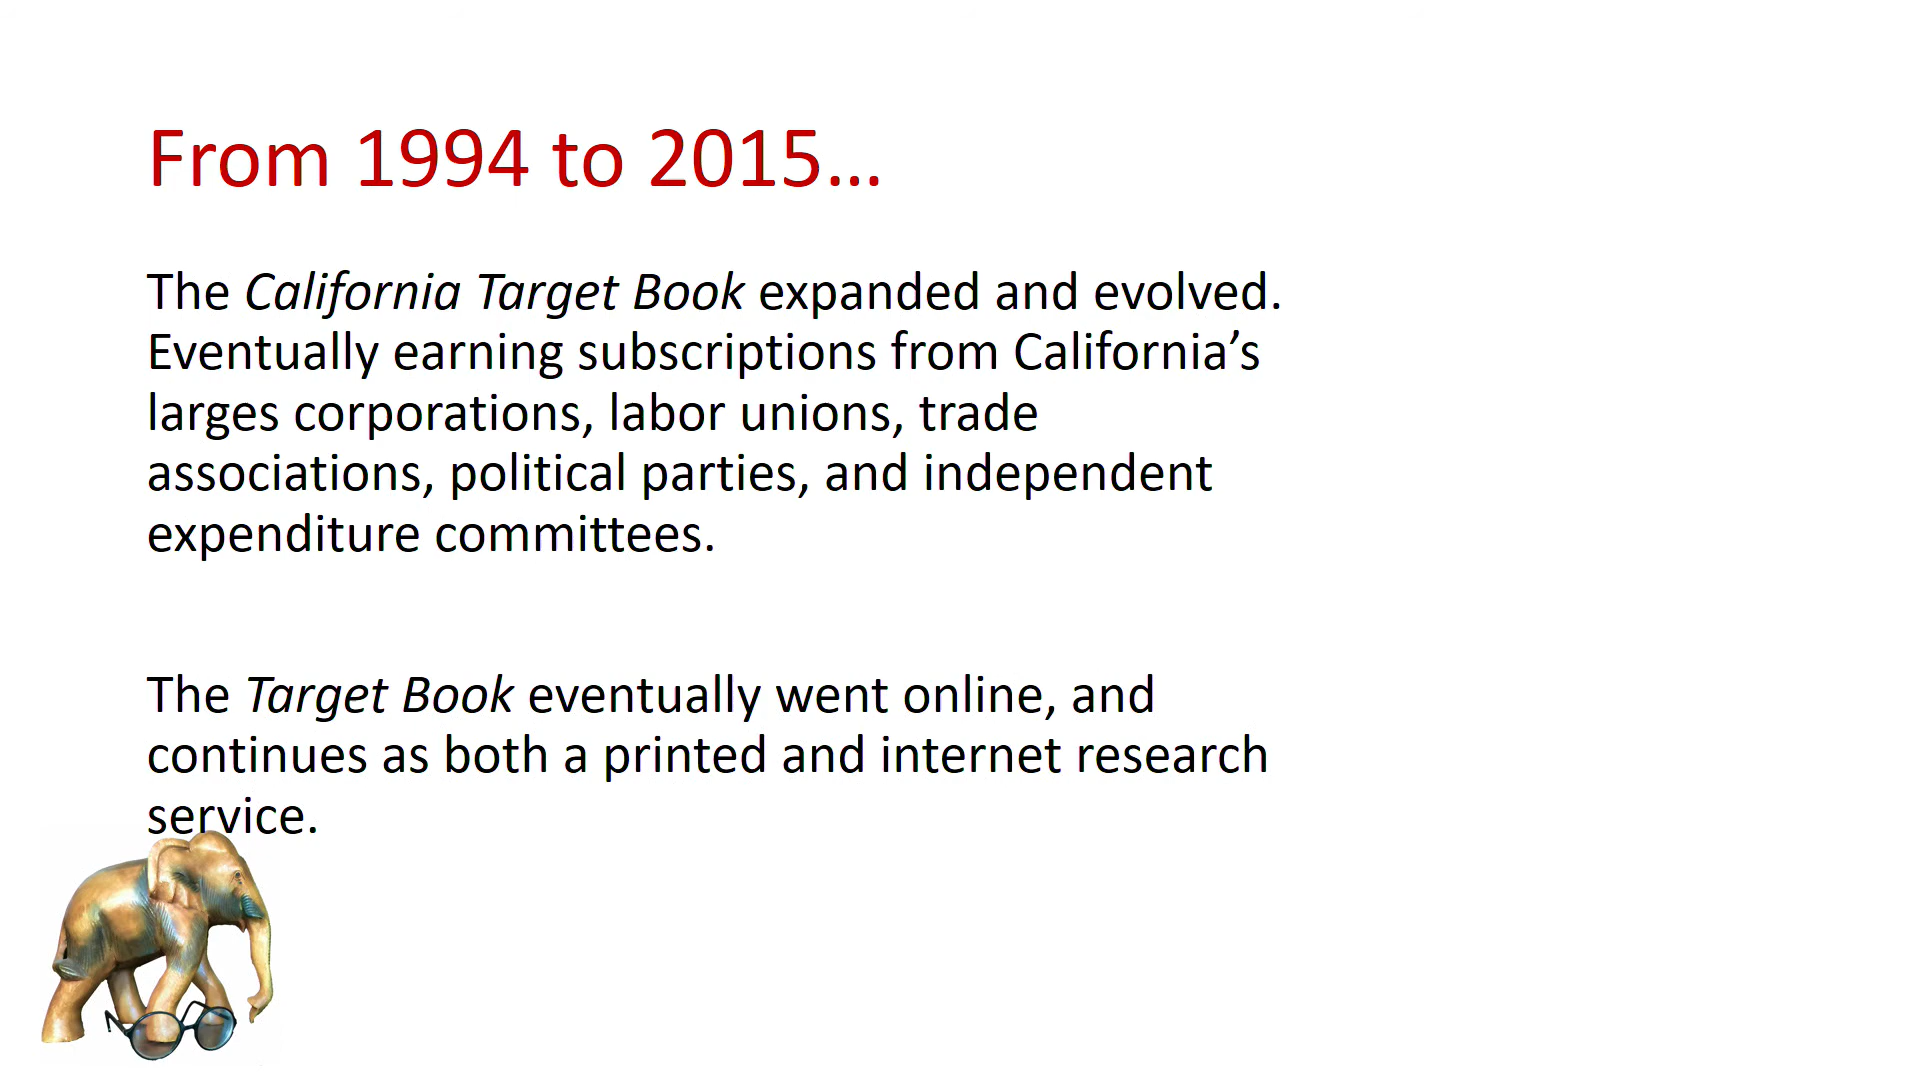 From 1994 to 2015…
The California Target Book expanded and evolved.
Eventually earning subscriptions from California’s
larges corporations, labor unions, trade
associations, political parties, and independent
expenditure committees.
The Target Book eventually went online, and
continues as both a printed and internet research
service.